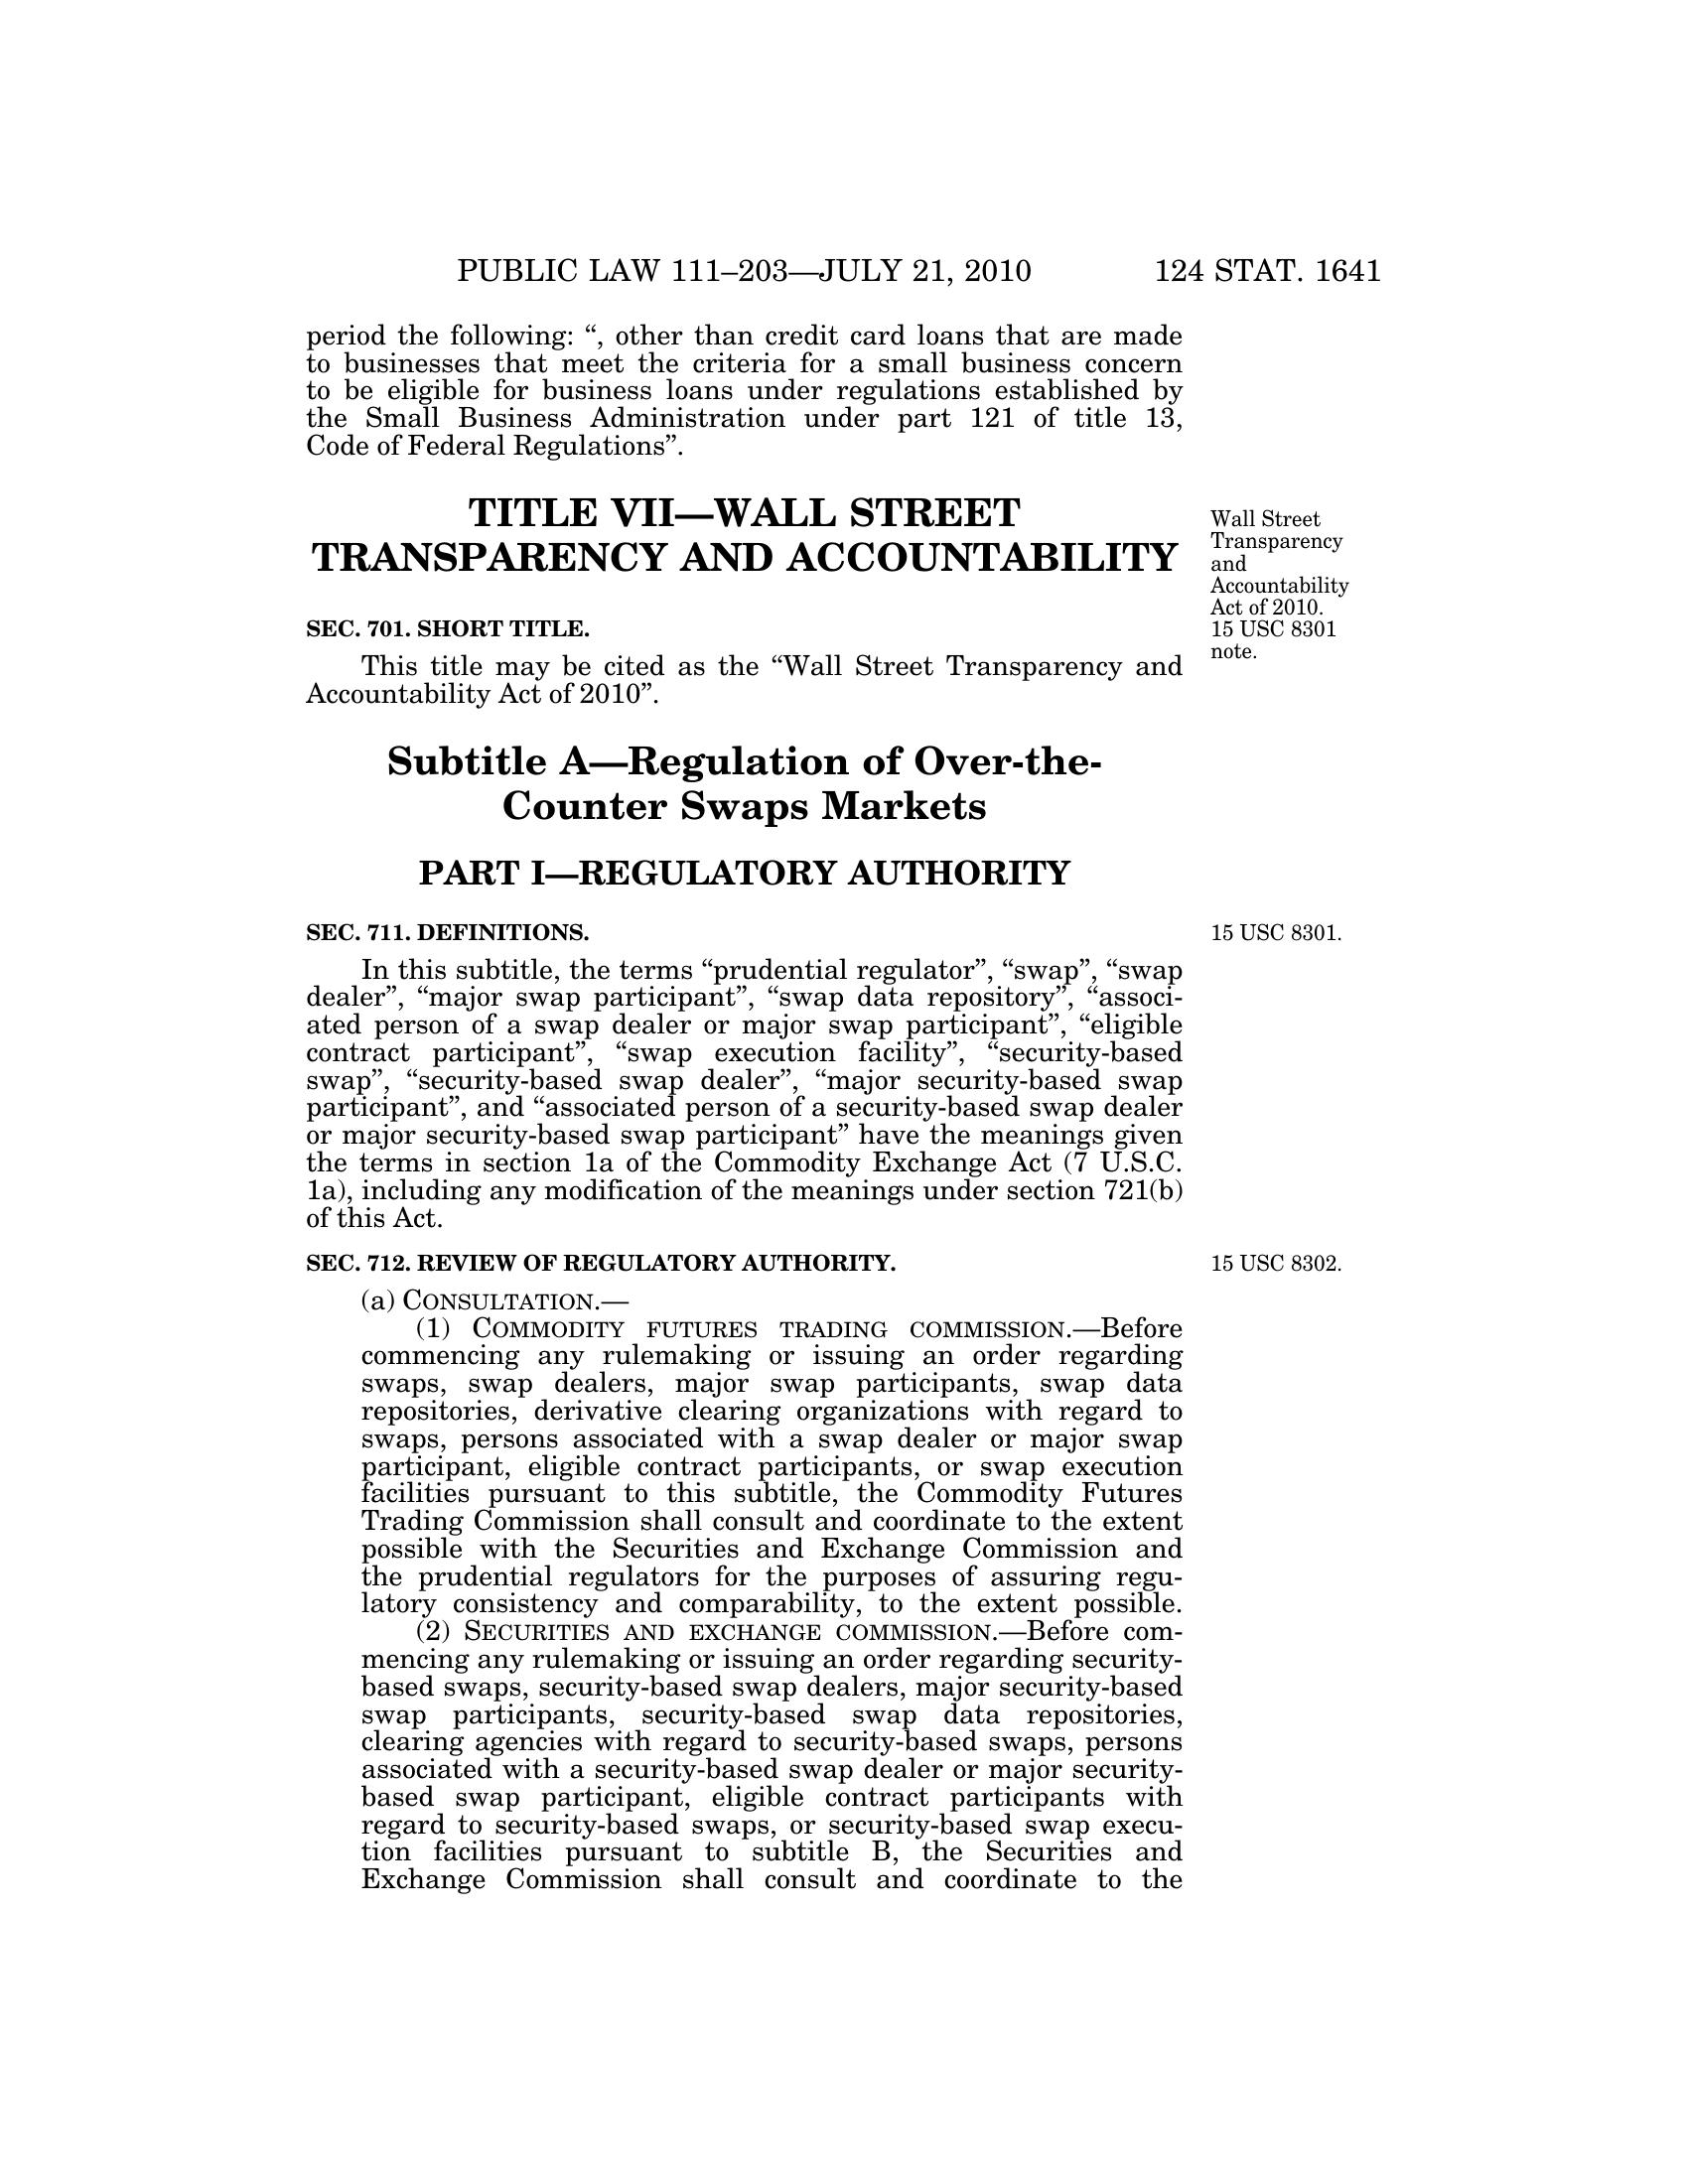 PUBLIC LAW 111–203—JULY 21, 2010 124 STAT. 1641
period the following: “, other than credit card loans that are made
to businesses that meet the criteria for a small business concern
to be eligible for business loans under regulations established by
the Small Business Administration under part 121 of title 13,
Code of Federal Regulations”.
TITLE VII—WALL STREET
TRANSPARENCY AND ACCOUNTABILITY
Wall Street
Transparency
and
Accountability
Act of 2010.
15 USC 8301
note.
SEC. 701. SHORT TITLE.
This title may be cited as the “Wall Street Transparency and
Accountability Act of 2010”.
Subtitle A—Regulation of Over-the-
Counter Swaps Markets
PART I—REGULATORY AUTHORITY
SEC. 711. DEFINITIONS.
15 USC 8301.
In this subtitle, the terms “prudential regulator”, “swap”, “swap
dealer”, “major swap participant”, “swap data repository”, “associ-
ated person of a swap dealer or major swap participant”, “eligible
contract participant”, “swap execution facility”, “security-based
swap”, “security-based swap dealer”, “major security-based swap
participant”, and “associated person of a security-based swap dealer
or major security-based swap participant” have the meanings given
the terms in section 1a of the Commodity Exchange Act (7 U.S.C.
1a), including any modification of the meanings under section 721(b)
of this Act.
SEC. 712. REVIEW OF REGULATORY AUTHORITY.
15 USC 8302.
(a) CONSULTATION.—
(1) COMMODITY FUTURES TRADING COMMISSION.—Before
commencing any rulemaking or issuing an order regarding
swaps, swap dealers, major swap participants, swap data
repositories, derivative clearing organizations with regard to
swaps, persons associated with a swap dealer or major swap
participant, eligible contract participants, or swap execution
facilities pursuant to this subtitle, the Commodity Futures
Trading Commission shall consult and coordinate to the extent
possible with the Securities and Exchange Commission and
the prudential regulators for the purposes of assuring regu-
latory consistency and comparability, to the extent possible.
(2) SECURITIES AND EXCHANGE COMMISSION.—Before com-
mencing any rulemaking or issuing an order regarding security-
based swaps, security-based swap dealers, major security-based
swap participants, security-based swap data repositories,
clearing agencies with regard to security-based swaps, persons
associated with a security-based swap dealer or major security-
based swap participant, eligible contract participants with
regard to security-based swaps, or security-based swap execu-
tion facilities pursuant to subtitle B, the Securities and
Exchange Commission shall consult and coordinate to the